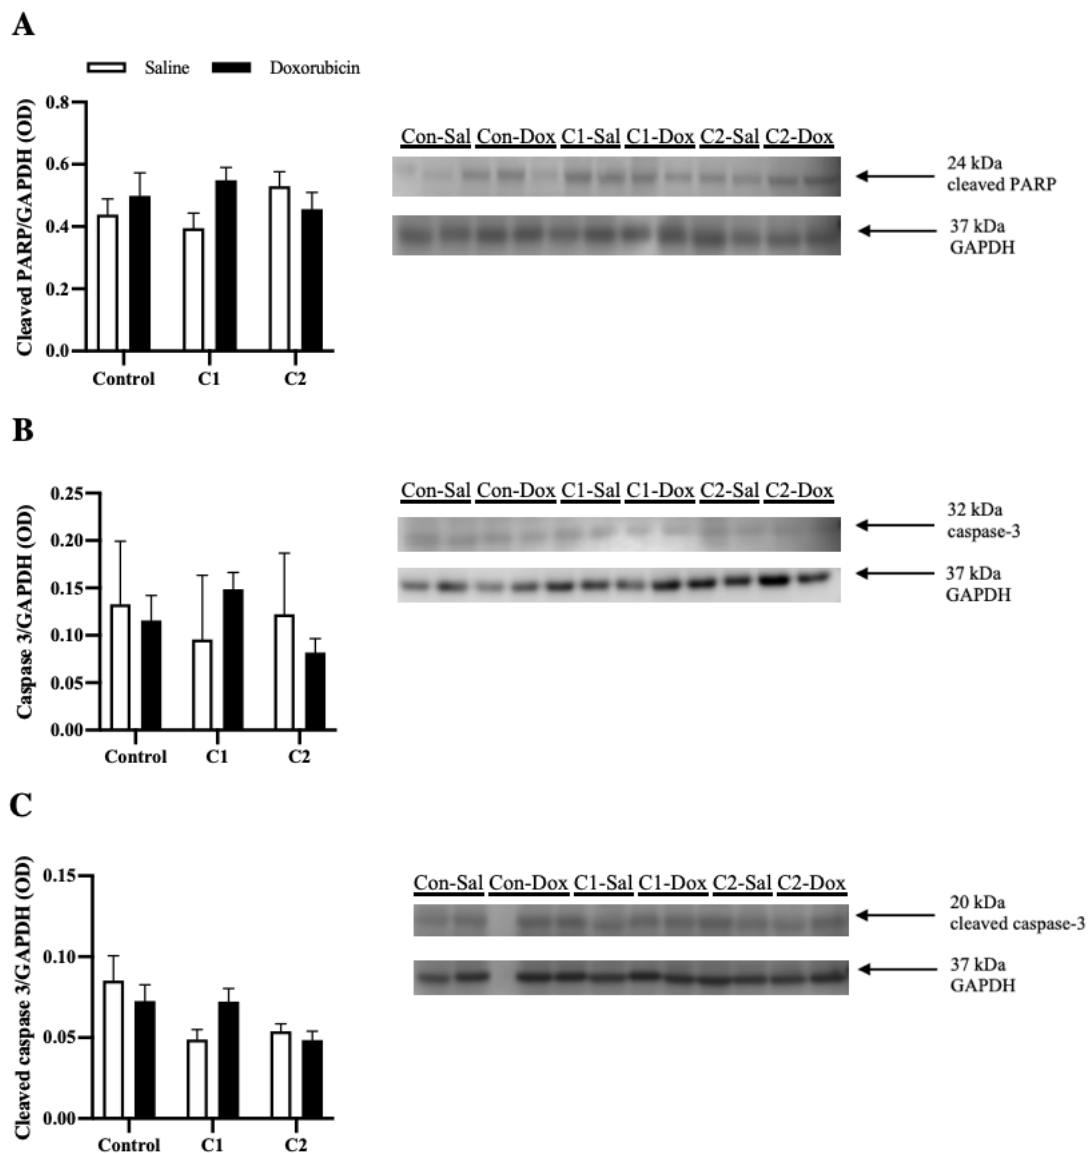 A
Saline Doxorubicin
Cleaved PARP/GAPDH (OD)
0.8
0.6
0.4
0.2
0.0
Control C1 C2
Con-Sal Con-Dox C1-Sal C1-Dox C2-Sal C2-Dox
24 kDa
cleaved PARP
37 kDa
GAPDH
B
Caspase 3/GAPDH (OD)
0.25
0.20
0.15
0.10
0.05
0.00
Control C1 C2
Con-Sal Con-Dox C1-Sal C1-Dox C2-Sal C2-Dox
32 kDa
caspase-3
37 kDa
GAPDH
C
Cleaved caspase 3/GAPDH (OD)
0.15
0.10
0.05
0.00
Control C1 C2
Con-Sal Con-Dox C1-Sal C1-Dox C2-Sal C2-Dox
20 kDa
cleaved caspase-3
37 kDa
GAPDH